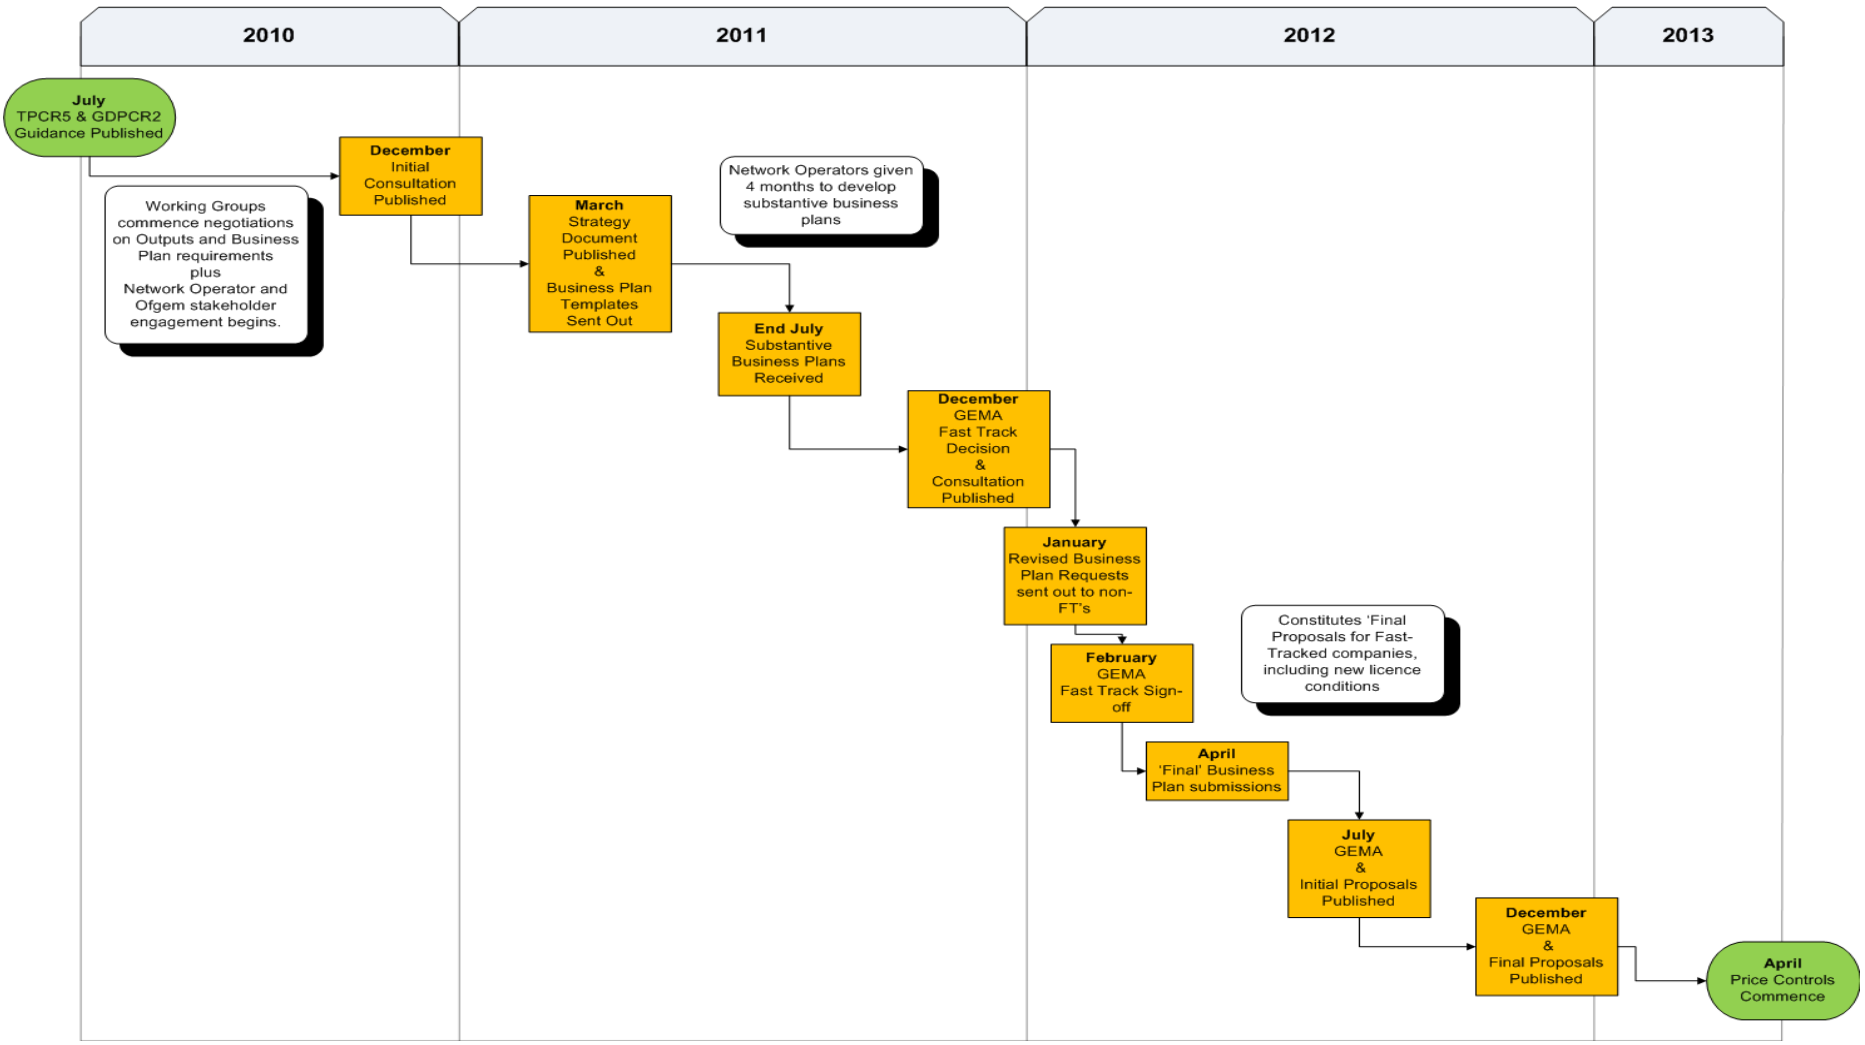 2010
2011
2012
2013
July
TPCR5 & GDPCR2
Guidance Published
December
Initial
Consultation
Published
Working Groups
commence negotiations
on Outputs and Business
Plan requirements
plus
Network Operator and
Ofgem stakeholder
engagement begins.
March
Strategy
Document
Published
&
Business Plan
Templates
Sent Out
Network Operators given
4 months to develop
substantive business
plans
End July
Substantive
Business Plans
Received
December
GEMA
Fast Track
Decision
&
Consultation
Published
January
Revised Business
Plan Requests
sent out to non-
FT's
February
GEMA
Fast Track Sign-
off
Constitutes 'Final
Proposals for Fast-
Tracked companies,
including new licence
conditions
April
'Final' Business
Plan submissions
July
GEMA
&
Initial Proposals
Published
December
GEMA
&
Final Proposals
Published
April
Price Controls
Commence